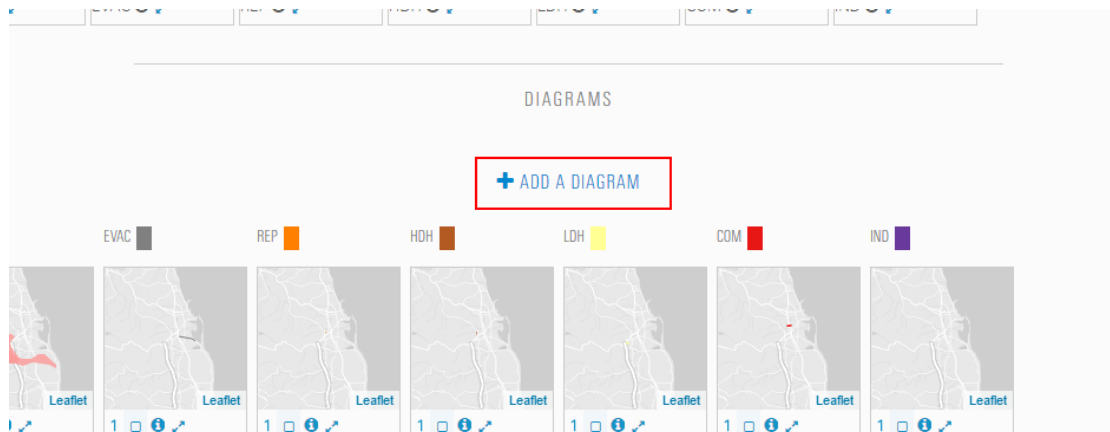 DIAGRAMS
ADD A DIAGRAM
EVAC REP HDH LDH COM IND
Leaflet Leaflet Leaflet Leaflet Leaflet Leaflet Leaflet
1 1 1 1 1 1